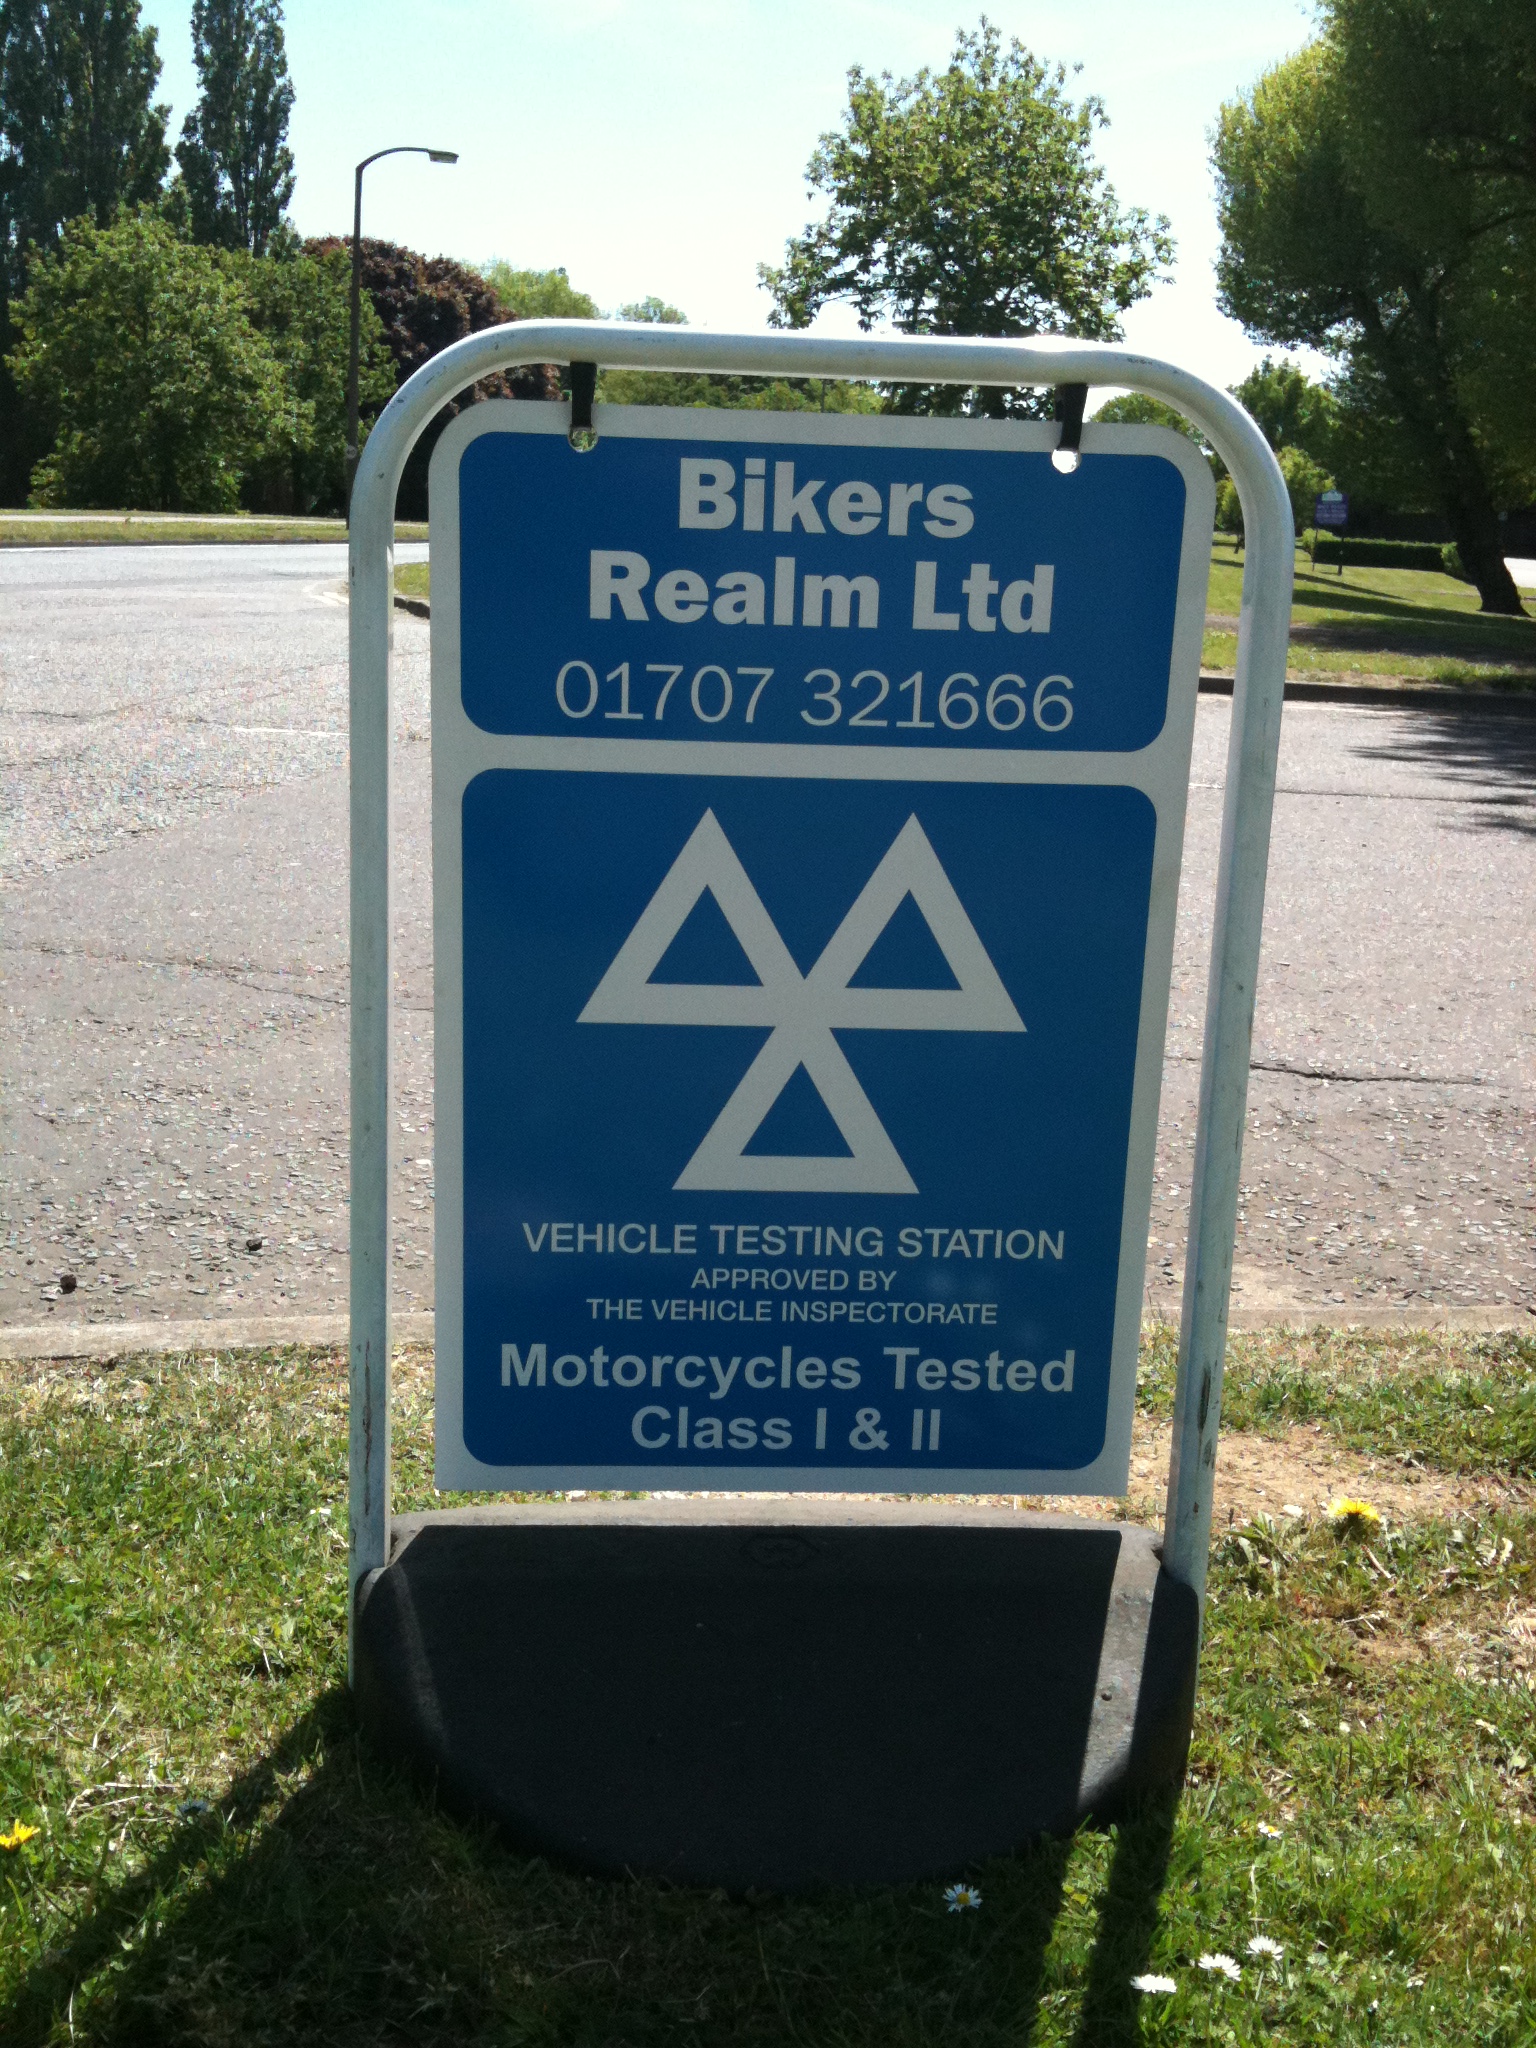 Bikers
Realm Ltd
01707 321666
VEHICLE TESTING STATION
APPROVED BY
THE VEHICLE INSPECTORATE
Motorcycles Tested
Class I & II